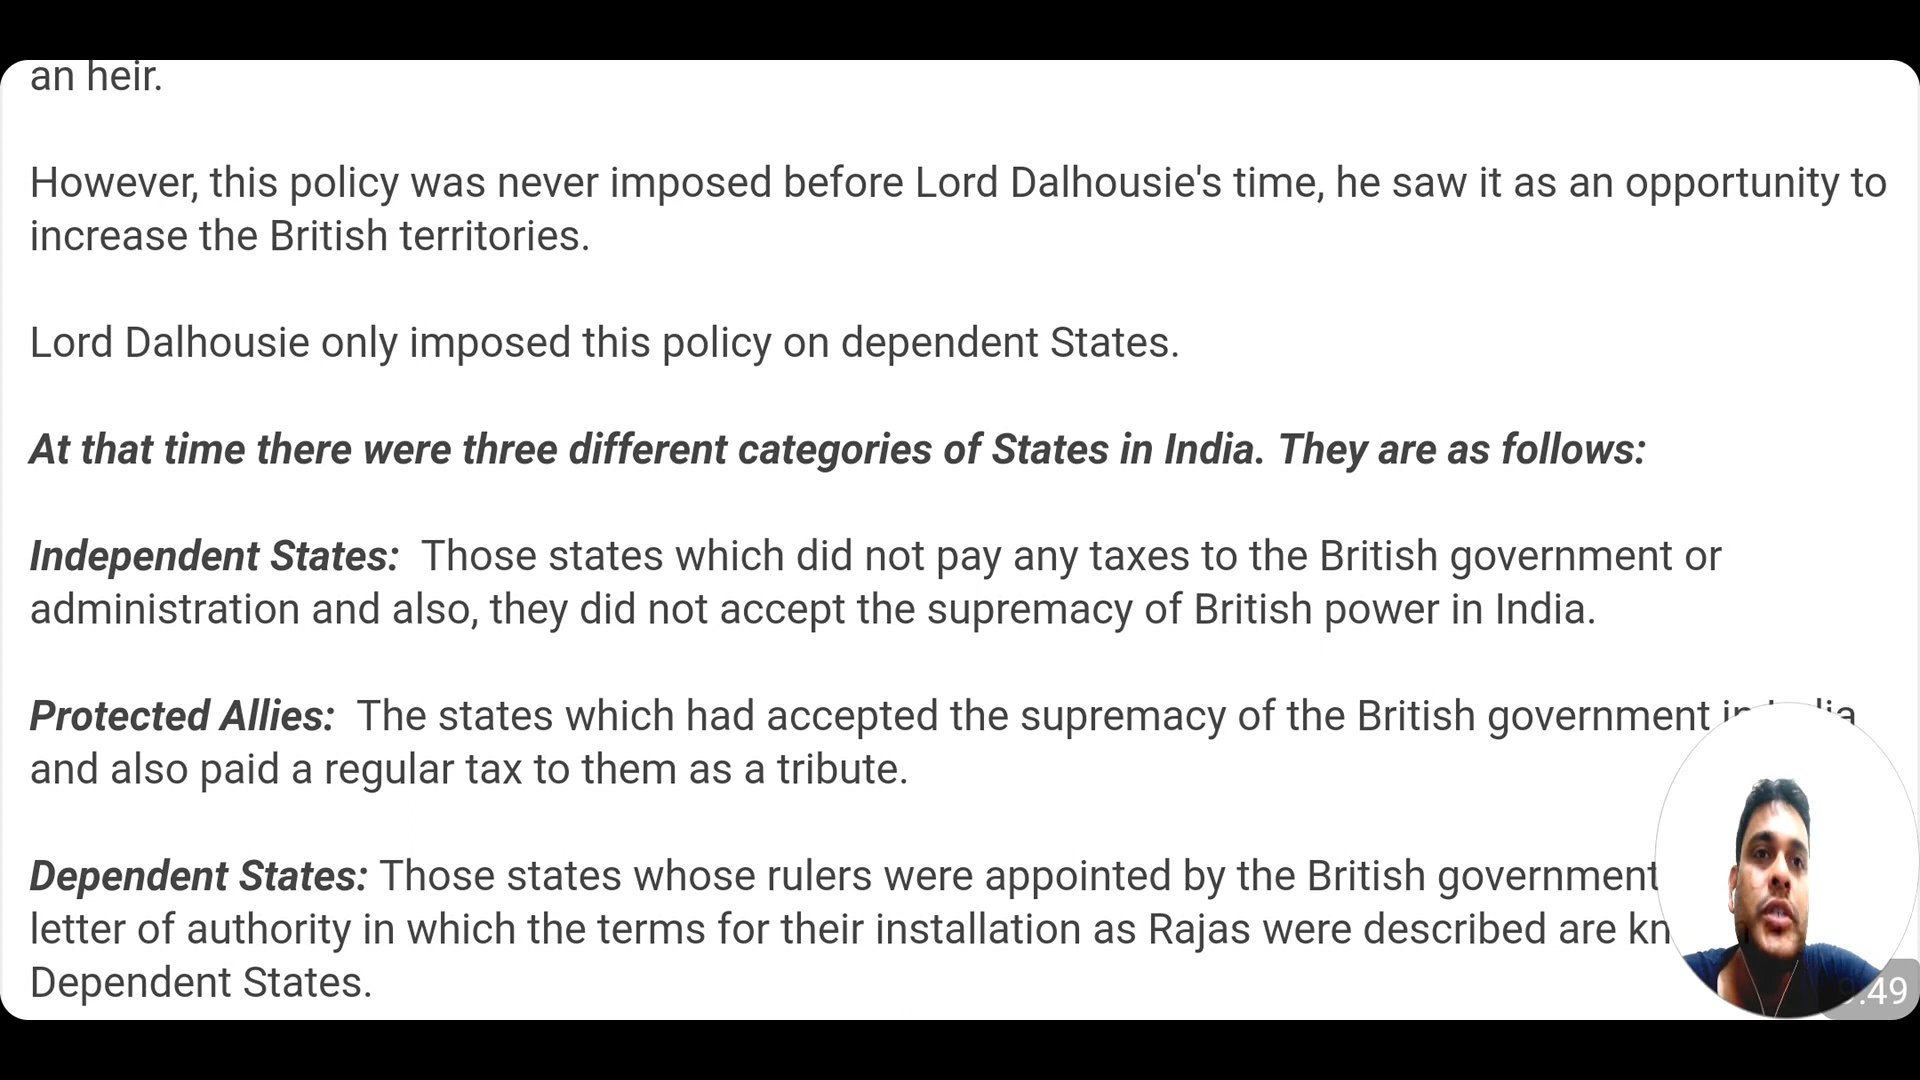 an heir.
However, this policy was never imposed before Lord Dalhousie's time, he saw it as an opportunity to
increase the British territories.
Lord Dalhousie only imposed this policy on dependent States.
At that time there were three different categories of States in India. They are as follows:
Independent States: Those states which did not pay any taxes to the British government or
administration and also, they did not accept the supremacy of British power in India.
Protected Allies: The states which had accepted the supremacy of the British government in India
and also paid a regular tax to them as a tribute.
Dependent States: Those states whose rulers were appointed by the British government
letter of authority in which the terms for their installation as Rajas were described are
Dependent States.